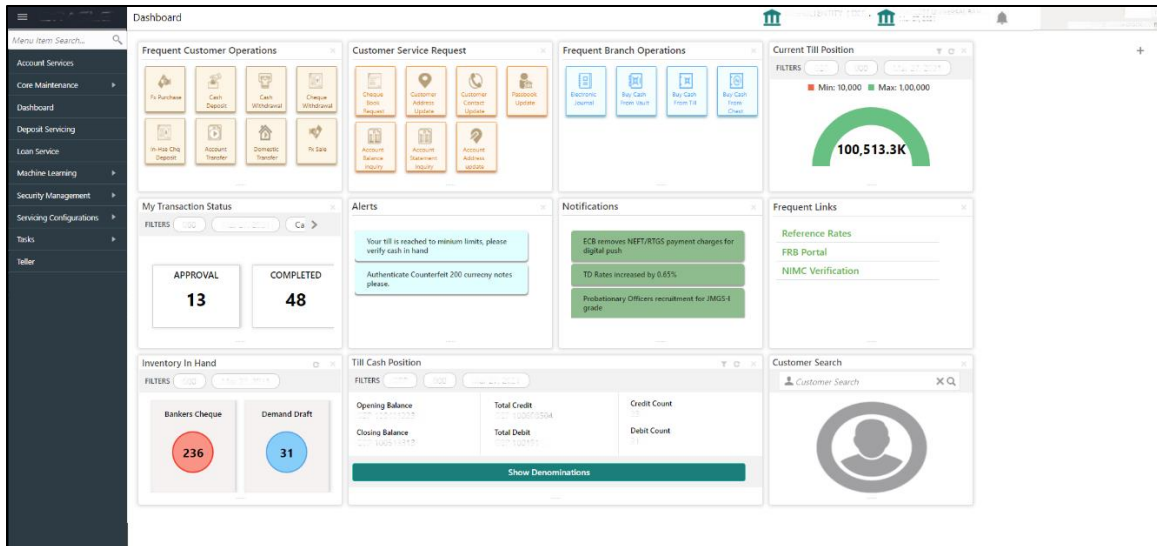 Dashboard
Menu Item Search...
Account Services
Core Maintenance
Dashboard
Deposit Servicing
Loan Service
Machine Learning
Security Management
Servicing Configurations
Tasks
Teller
Frequent Customer Operations
Fx Purchase
Cash
Deposit
Cash
Withdrawal
Cheque
Withdrawal
In-Hse Chq
Deposit
Account
Transfer
Domestic
Transfer
Fx Sale
Customer Service Request
Cheque
Book
Request
Customer
Address
Update
Customer
Contact
Update
Passbook
Update
Account
Balance
Inquiry
Account
Statement
Inquiry
Account
Address
update
Frequent Branch Operations
Electronic
Journal
Buy Cash
From Vault
Buy Cash
From Till
Buy Cash
From
Chest
Current Till Position
FILTERS
Min: 10,000 Max: 1,00,000
100,513.3K
My Transaction Status
FILTERS Ca
APPROVAL
13
COMPLETED
48
Alerts
Your till is reached to minium limits, please
verify cash in hand
Authenticate Counterfeit 200 currecny notes
please.
Notifications
ECB removes NEFT/RTGS payment charges for
digital push
TD Rates increased by 0.65%
Probationary Officers recruitment for JMGS-I
grade
Frequent Links
Reference Rates
FRB Portal
NIMC Verification
Inventory In Hand
FILTERS
Bankers Cheque
236
Demand Draft
31
Till Cash Position
FILTERS
Opening Balance
Total Credit
Credit Count
Closing Balance
Total Debit
Debit Count
Show Denominations
Customer Search
Customer Search